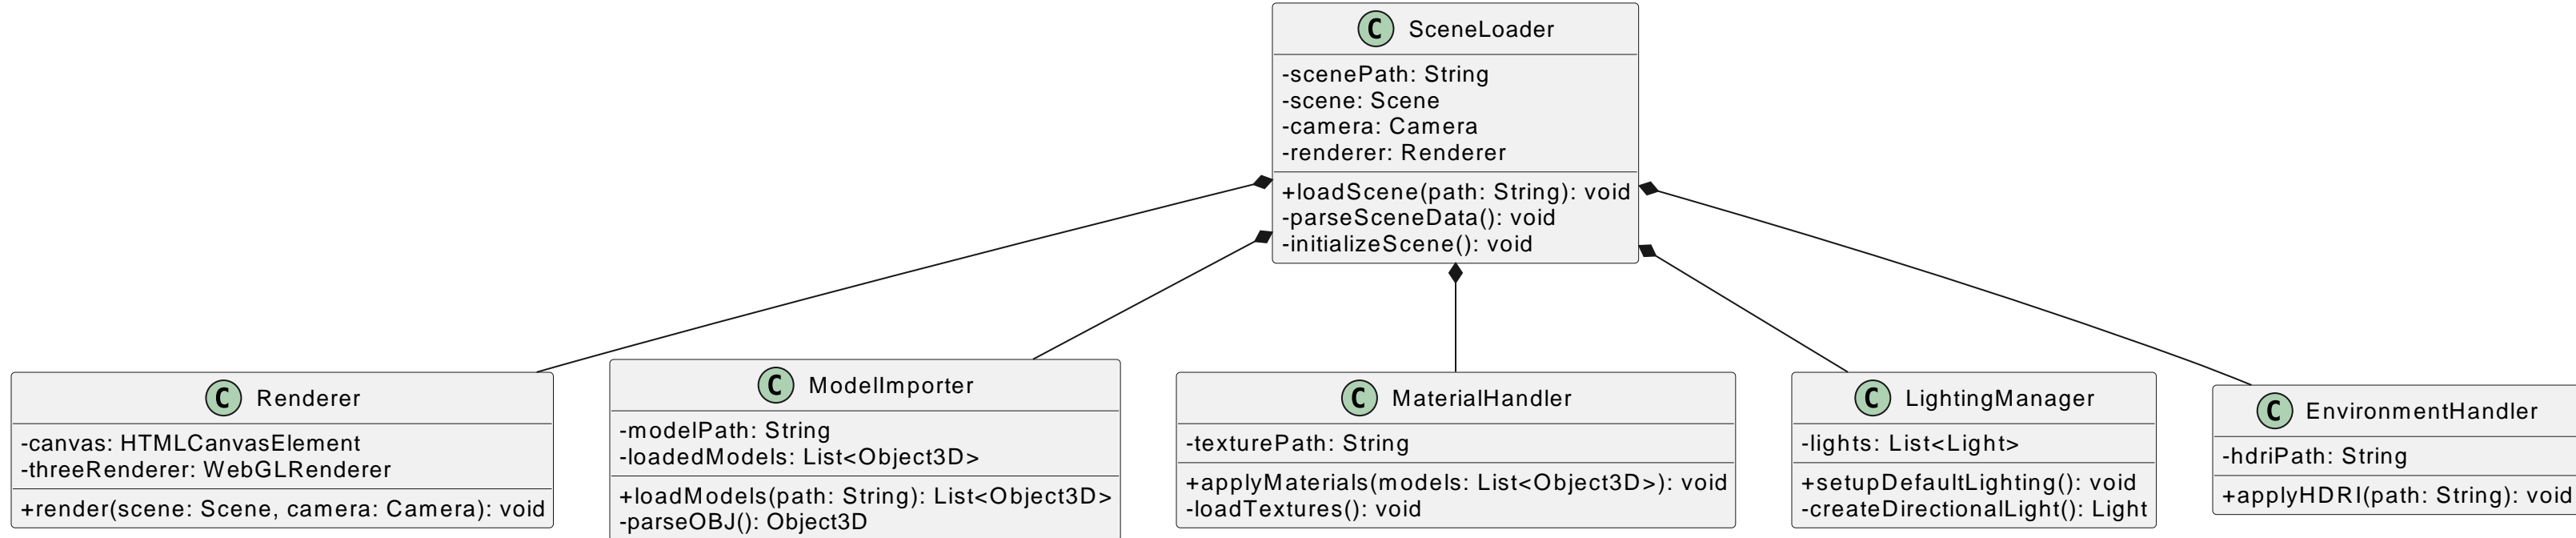 C SceneLoader
-scenePath: String
-scene: Scene
-camera: Camera
-renderer: Renderer
+loadScene(path: String): void
-parseSceneData(): void
-initializeScene(): void
C Renderer
-canvas: HTMLCanvasElement
-threeRenderer: WebGLRenderer
+render(scene: Scene, camera: Camera): void
C ModelImporter
-modelPath: String
-loadedModels: List<Object3D>
+loadModels(path: String): List<Object3D>
-parseOBJ(): Object3D
C MaterialHandler
-texturePath: String
+applyMaterials(models: List<Object3D>): void
-loadTextures(): void
C LightingManager
-lights: List<Light>
+setupDefaultLighting(): void
-createDirectionalLight(): Light
C EnvironmentHandler
-hdriPath: String
+applyHDRI(path: String): void